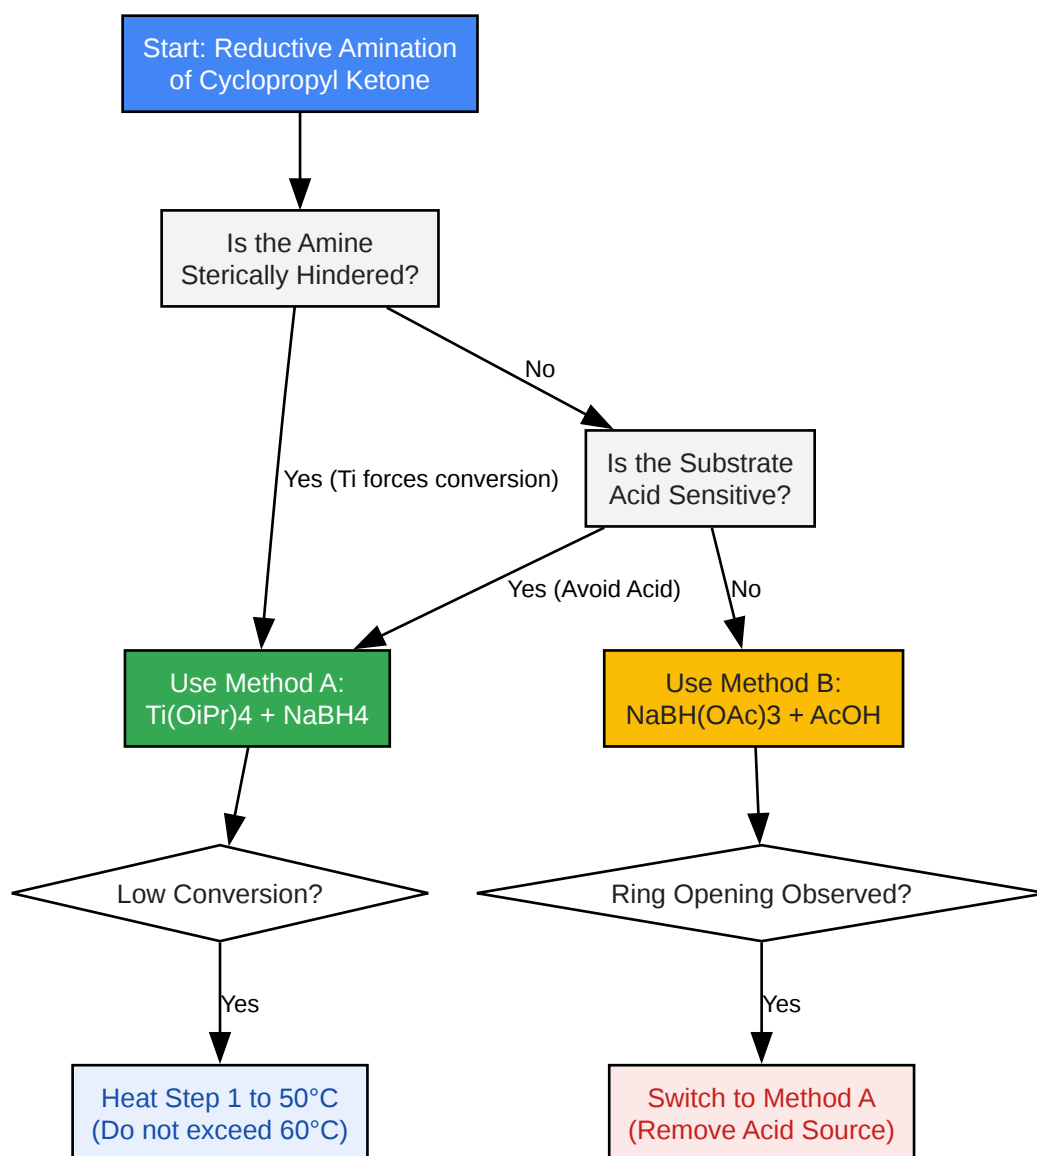 Start: Reductive Amination
of Cyclopropyl Ketone
Is the Amine
Sterically Hindered?
No
Is the Substrate
Acid Sensitive?
Yes (Ti forces conversion)
Yes (Avoid Acid)
No
Use Method A:
Ti(OiPr)4 + NaBH4
Use Method B:
NaBH(OAc)3 + AcOH
Low Conversion?
Ring Opening Observed?
Yes
Yes
Heat Step 1 to 50°C
(Do not exceed 60°C)
Switch to Method A
(Remove Acid Source)